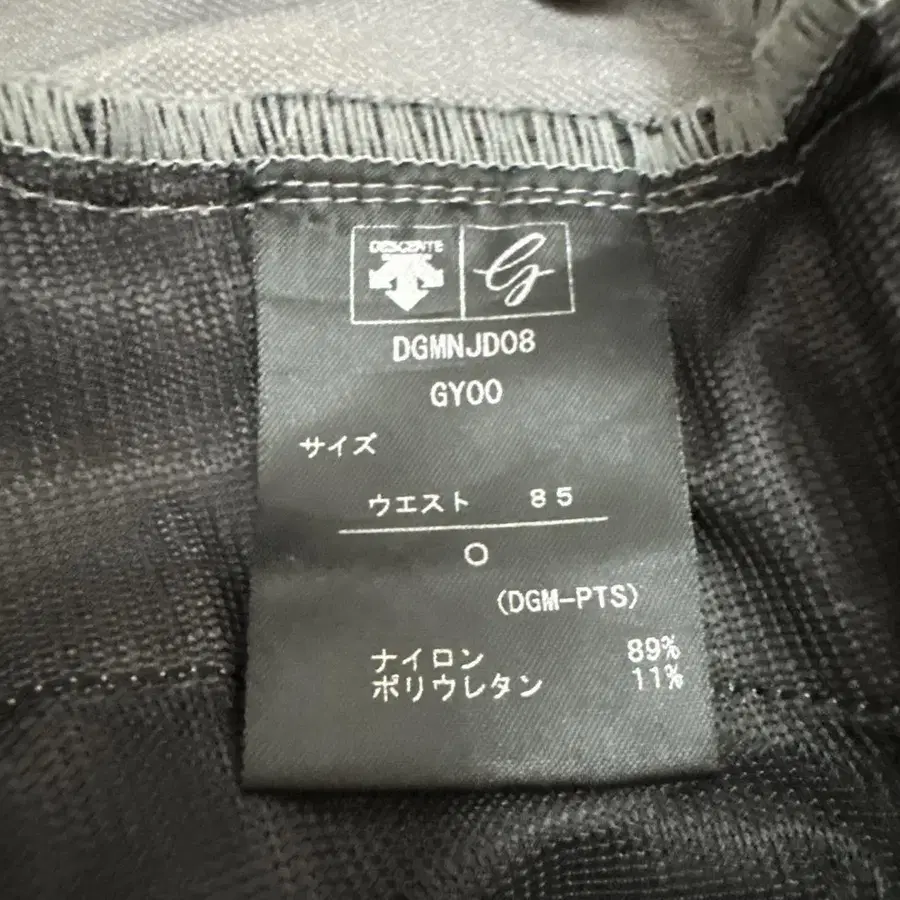 DESCENTE
G
DGMNJD08
GY00
サイズ
ウエスト 85
O
(DGM-PTS)
ナイロン 89%
ポリウレタン 11%